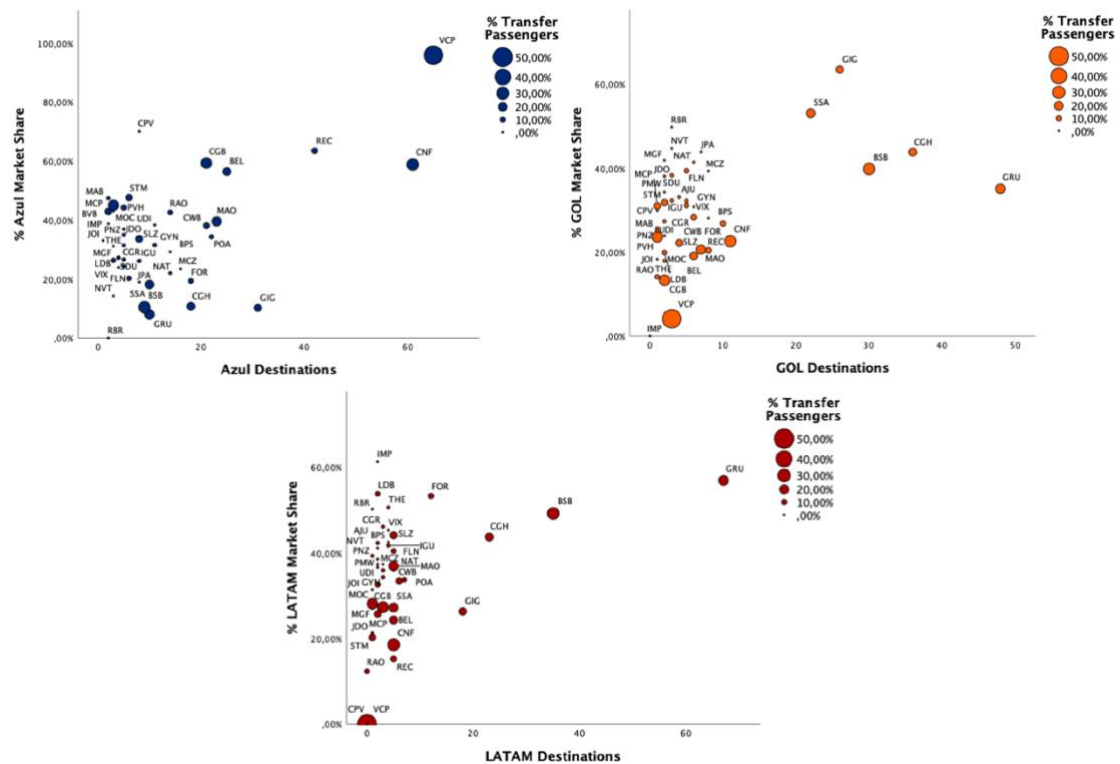 % Transfer
Passengers
50,00%
40,00%
30,00%
20,00%
10,00%
,00%
% Azul Market Share
100,00%
80,00%
60,00%
40,00%
20,00%
,00%
VCP
CPV
REC
CGB
BEL
CNF
MAB
STM
MCP
PVH
RAO
MAO
BVB
MOC
UDI
CWB
IMP
PNZ
JDO
SLZ
GYN
POA
JOI
THE
BPS
MGF
CGR
IGU
LDB
SDU
NAT
MCZ
VIX
FLN
JPA
FOR
NVT
SSA
BSB
CGH
GIG
GRU
RBR
0
20
40
60
Azul Destinations
% Transfer
Passengers
50,00%
40,00%
30,00%
20,00%
10,00%
,00%
% GOL Market Share
60,00%
40,00%
20,00%
,00%
GIG
SSA
RBR
NVT
JPA
CGH
MGF
NAT
MCZ
BSB
JDO
MCP
SDU
FLN
GRU
PMW
AJU
STM
GYN
CPV
IGU
VIX
BPS
MAB
CGR
CNF
PNZ
UDI
CWB
FOR
SLZ
REC
PVH
MAO
JOI
MOC
BEL
RAO
THE
LDB
CGB
VCP
IMP
0
10
20
30
40
50
GOL Destinations
% Transfer
Passengers
50,00%
40,00%
30,00%
20,00%
10,00%
,00%
% LATAM Market Share
60,00%
40,00%
20,00%
,00%
IMP
GRU
LDB
FOR
RBR
THE
BSB
CGR
VIX
CGH
AJU
BPS
SLZ
NVT
IGU
PNZ
FLN
PMW
MCZ
NAT
MAO
UDI
CWB
JOI
GYN
POA
MOC
CGB
SSA
GIG
MGF
MCP
BEL
JDO
CNF
STM
RAO
REC
CPV
VCP
0
20
40
60
LATAM Destinations